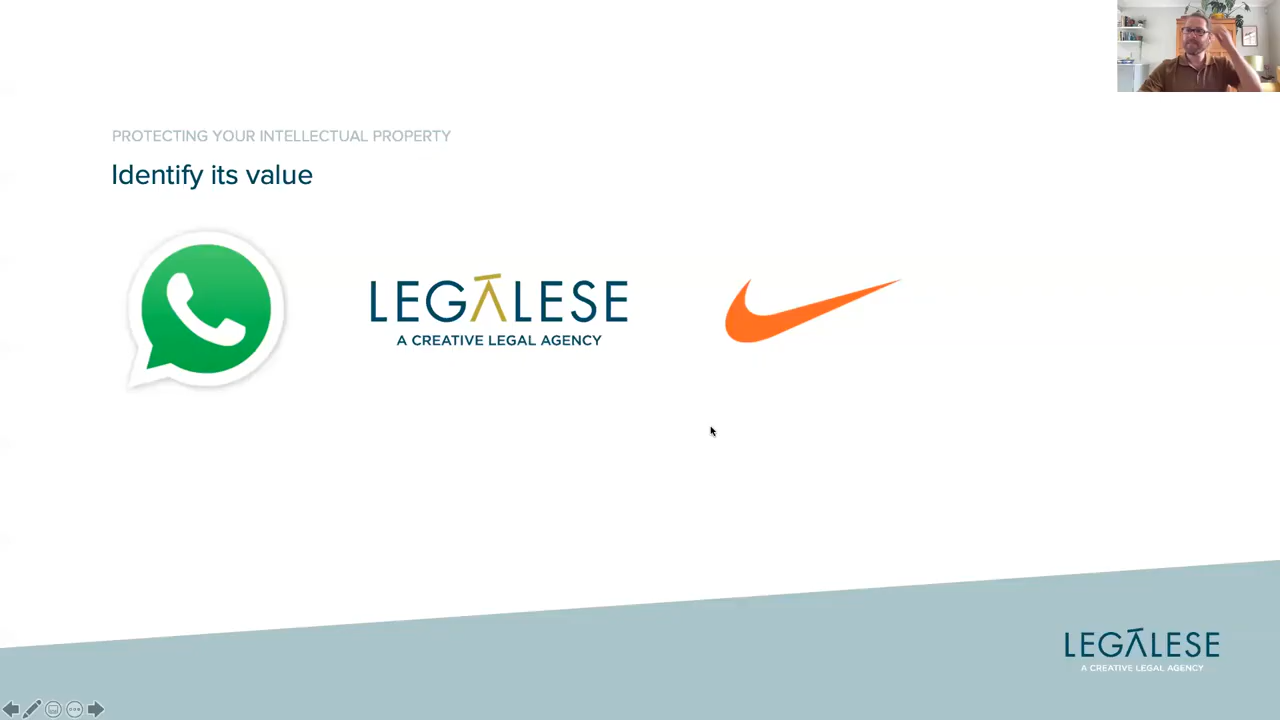 PROTECTING YOUR INTELLECTUAL PROPERTY
Identify its value
LEGALESE
A CREATIVE LEGAL AGENCY
LEGALESE
A CREATIVE LEGAL AGENCY